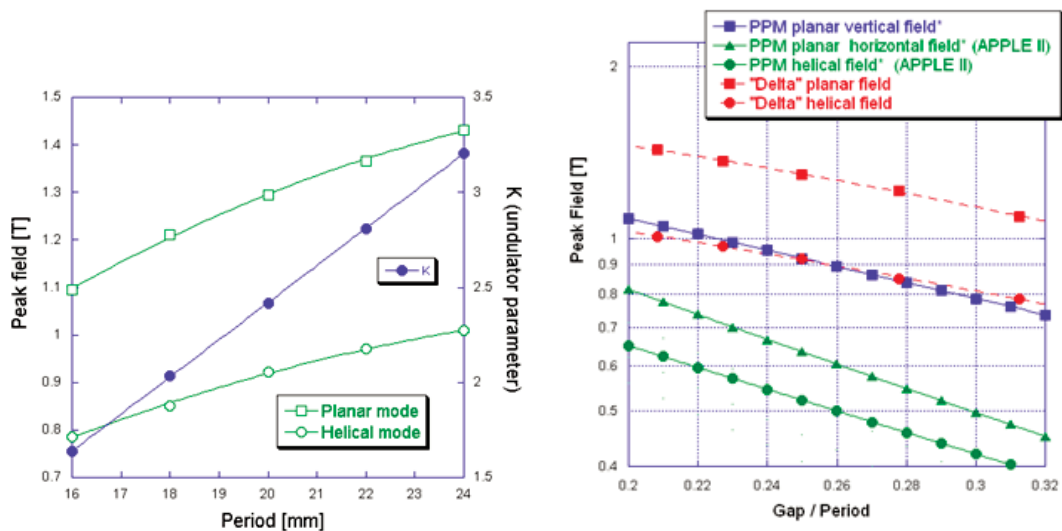 1.5
1.4
1.3
1.2
1.1
1
0.9
0.8
0.7
Peak field [T]
3.5
3
2.5
2
1.5
K (undulator parameter)
K
Planar mode
Helical mode
16 17 18 19 20 21 22 23 24
Period [mm]
PPM planar vertical field*
PPM planar horizontal field* (APPLE II)
PPM helical field* (APPLE II)
"Delta" planar field
"Delta" helical field
2
1
0.9
0.8
0.7
0.6
0.5
0.4
Peak Field [T]
0.2 0.22 0.24 0.26 0.28 0.3 0.32
Gap / Period